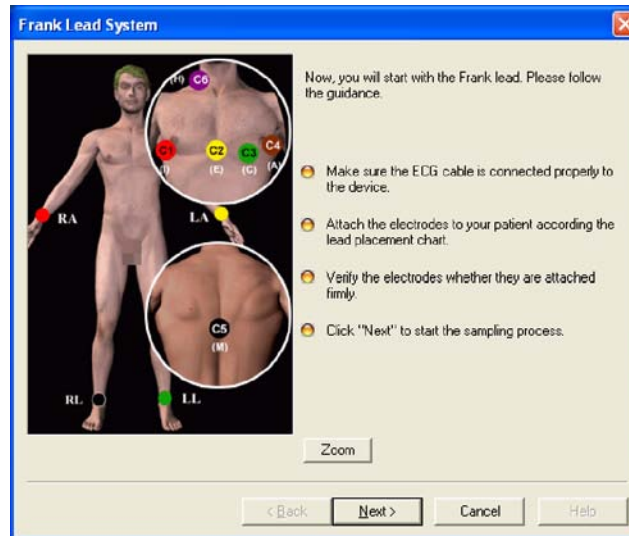 Frank Lead System
Now, you will start with the Frank lead. Please follow
the guidance.
Make sure the ECG cable is connected properly to
the device.
Attach the electrodes to your patient according the
lead placement chart.
Verify the electrodes whether they are attached
firmly.
Click "Next" to start the sampling process.
(H) C6
C1 C2 C3 C4
(I) (E) (C) (A)
RA LA
C5
(M)
RL LL
Zoom
< Back Next > Cancel Help